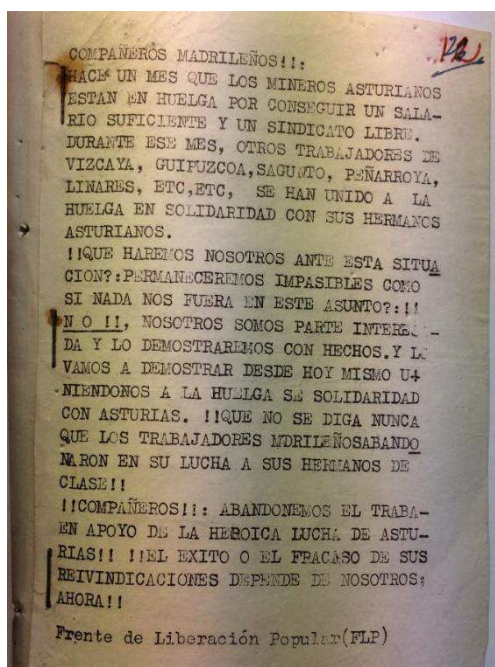 122
COMPAÑEROS MADRILEÑOS!!:
HACE UN MES QUE LOS MINEROS ASTURIANOS
ESTAN EN HUELGA POR CONSEGUIR UN SALA-
RIO SUFICIENTE Y UN SINDICATO LIBRE.
DURANTE ESE MES, OTROS TRABAJADORES DE
VIZCAYA, GUIPUZCOA,SAGUNTO, PEÑARROYA,
LINARES, ETC,ETC, SE HAN UNIDO A LA
HUELGA EN SOLIDARIDAD CON SUS HERMANOS
ASTURIANOS.
!!QUE HAREMOS NOSOTROS ANTE ESTA SITUA
CION?:PERMANECEREMOS IMPASIBLES COMO
SI NADA NOS FUERA EN ESTE ASUNTO?:!!
N O !!, NOSOTROS SOMOS PARTE INTERESA-
DA Y LO DEMOSTRAREMOS CON HECHOS.Y LO
VAMOS A DEMOSTRAR DESDE HOY MISMO U+
NIENDONOS A LA HUELGA SE SOLIDARIDAD
CON ASTURIAS. !!QUE NO SE DIGA NUNCA
QUE LOS TRABAJADORES MDRILEÑOSABANDO
NARON EN SU LUCHA A SUS HERMANOS DE
CLASE!!
!!COMPAÑEROS!!: ABANDONEMOS EL TRABA-
EN APOYO DE LA HEROICA LUCHA DE ASTU-
RIAS!! !!EL EXITO O EL FRACASO DE SUS
REIVINDICACIONES DEPENDE DE NOSOTROS;
AHORA!!
Frente de Liberación Popular(FLP)